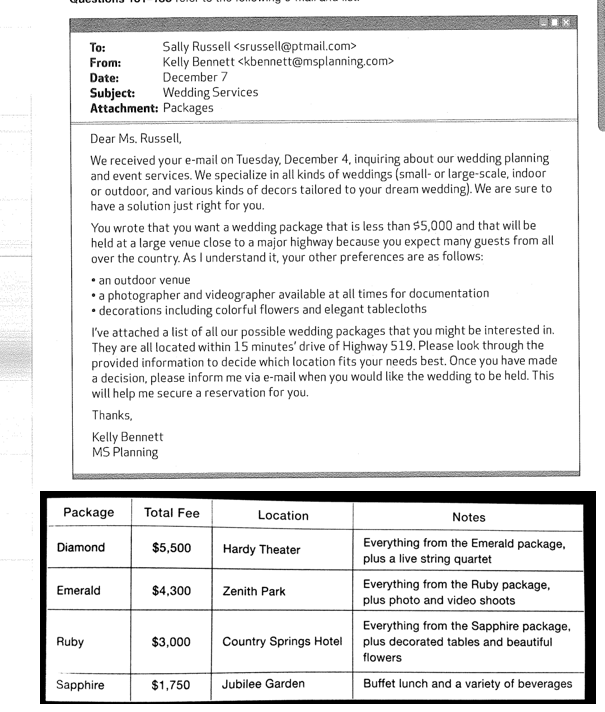 To: Sally Russell <srussell@ptmail.com>
From: Kelly Bennett <kbennett@msplanning.com>
Date: December 7
Subject: Wedding Services
Attachment: Packages
Dear Ms. Russell,
We received your e-mail on Tuesday, December 4, inquiring about our wedding planning
and event services. We specialize in all kinds of weddings (small- or large-scale, indoor
or outdoor, and various kinds of decors tailored to your dream wedding). We are sure to
have a solution just right for you.
You wrote that you want a wedding package that is less than $5,000 and that will be
held at a large venue close to a major highway because you expect many guests from all
over the country. As I understand it, your other preferences are as follows:
• an outdoor venue
• a photographer and videographer available at all times for documentation
• decorations including colorful flowers and elegant tablecloths
I've attached a list of all our possible wedding packages that you might be interested in.
They are all located within 15 minutes' drive of Highway 519. Please look through the
provided information to decide which location fits your needs best. Once you have made
a decision, please inform me via e-mail when you would like the wedding to be held. This
will help me secure a reservation for you.
Thanks,
Kelly Bennett
MS Planning
Package Total Fee Location Notes
Diamond $5,500 Hardy Theater Everything from the Emerald package,
plus a live string quartet
Emerald $4,300 Zenith Park Everything from the Ruby package,
plus photo and video shoots
Ruby $3,000 Country Springs Hotel Everything from the Sapphire package,
plus decorated tables and beautiful
flowers
Sapphire $1,750 Jubilee Garden Buffet lunch and a variety of beverages